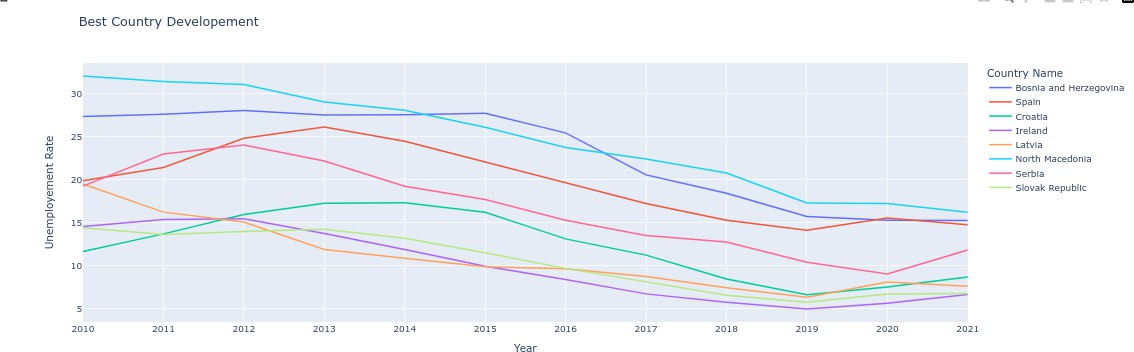 Best Country Developement
30
25
20
15
10
5
Unemployment Rate
2010 2011 2012 2013 2014 2015 2016 2017 2018 2019 2020 2021
Year
Country Name
Bosnia and Herzegovina
Spain
Croatia
Ireland
Latvia
North Macedonia
Serbia
Slovak Republic